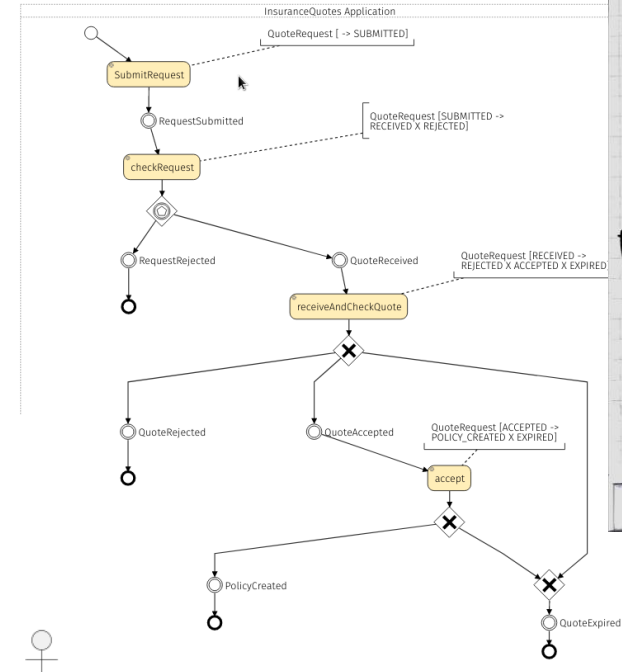 InsuranceQuotes Application
QuoteRequest [ -> SUBMITTED]
SubmitRequest
RequestSubmitted
QuoteRequest [SUBMITTED ->
RECEIVED X REJECTED]
checkRequest
RequestRejected
QuoteReceived
QuoteRequest [RECEIVED ->
REJECTED X ACCEPTED X EXPIRED]
receiveAndCheckQuote
QuoteRejected
QuoteAccepted
QuoteRequest [ACCEPTED ->
POLICY_CREATED X EXPIRED]
accept
PolicyCreated
QuoteExpired